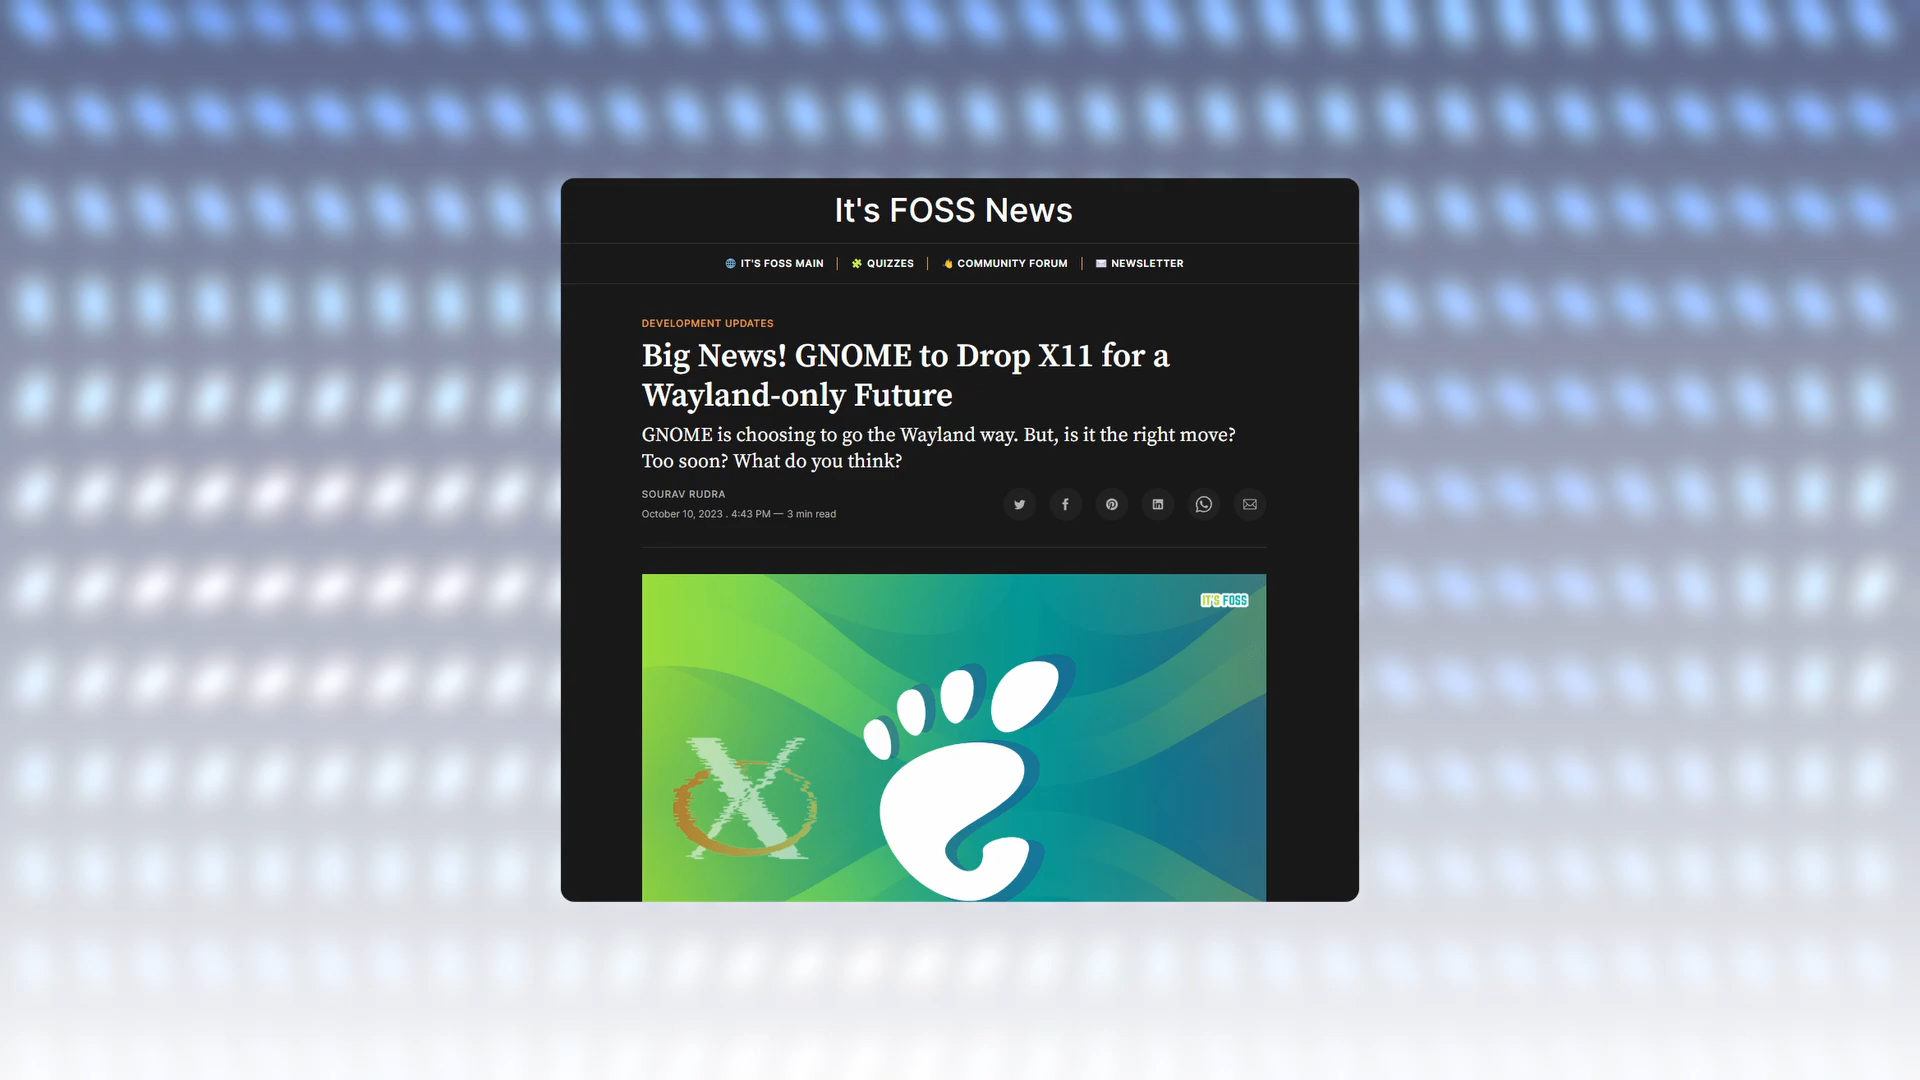 It's FOSS News
IT'S FOSS MAIN QUIZZES COMMUNITY FORUM NEWSLETTER
DEVELOPMENT UPDATES
Big News! GNOME to Drop X11 for a
Wayland-only Future
GNOME is choosing to go the Wayland way. But, is it the right move?
Too soon? What do you think?
SOURAV RUDRA
October 10, 2023 . 4:43 PM — 3 min read
IT'S FOSS
X